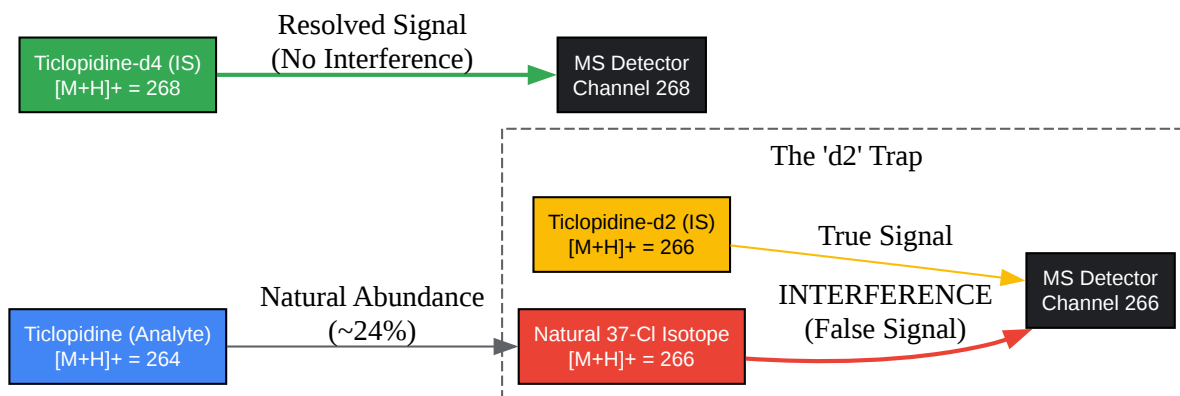 Ticlopidine-d4 (IS)
[M+H]+ = 268
Resolved Signal
(No Interference)
MS Detector
Channel 268
The 'd2' Trap
Ticlopidine-d2 (IS)
[M+H]+ = 266
True Signal
MS Detector
Channel 266
Ticlopidine (Analyte)
[M+H]+ = 264
Natural Abundance
(~24%)
Natural 37-Cl Isotope
[M+H]+ = 266
INTERFERENCE
(False Signal)